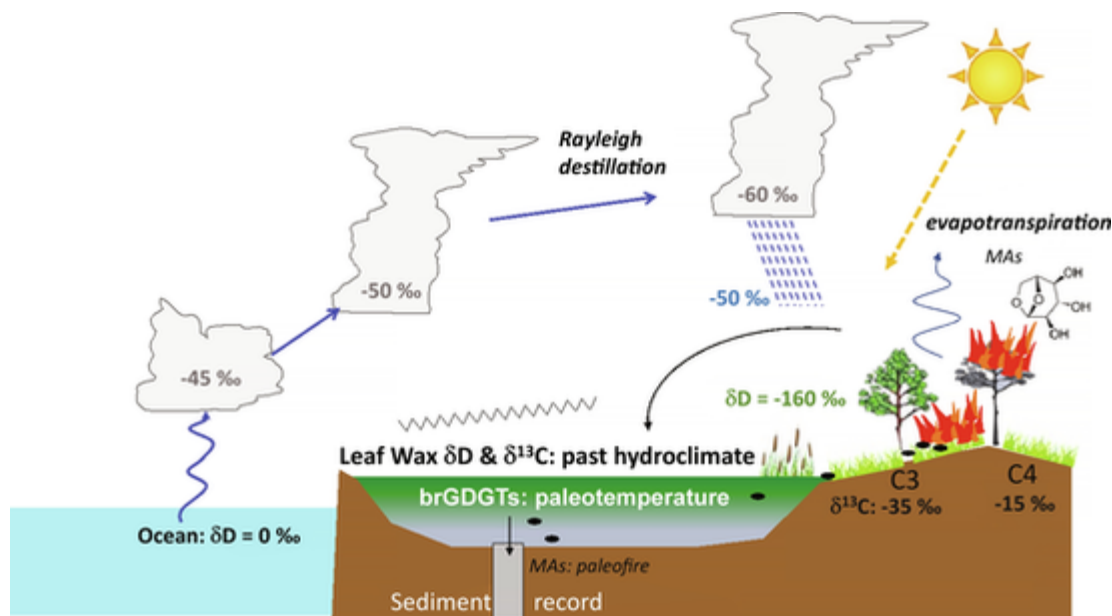 Rayleigh
destillation
-60 ‰
evapotranspiration
MAs
OH
OH
OH
O
O
-50 ‰
-50 ‰
-45 ‰
δD = -160 ‰
Leaf Wax δD & δ¹³C: past hydroclimate
brGDGTs: paleotemperature
C3
C4
δ¹³C: -35 ‰
-15 ‰
Ocean: δD = 0 ‰
MAs: paleofire
Sediment record